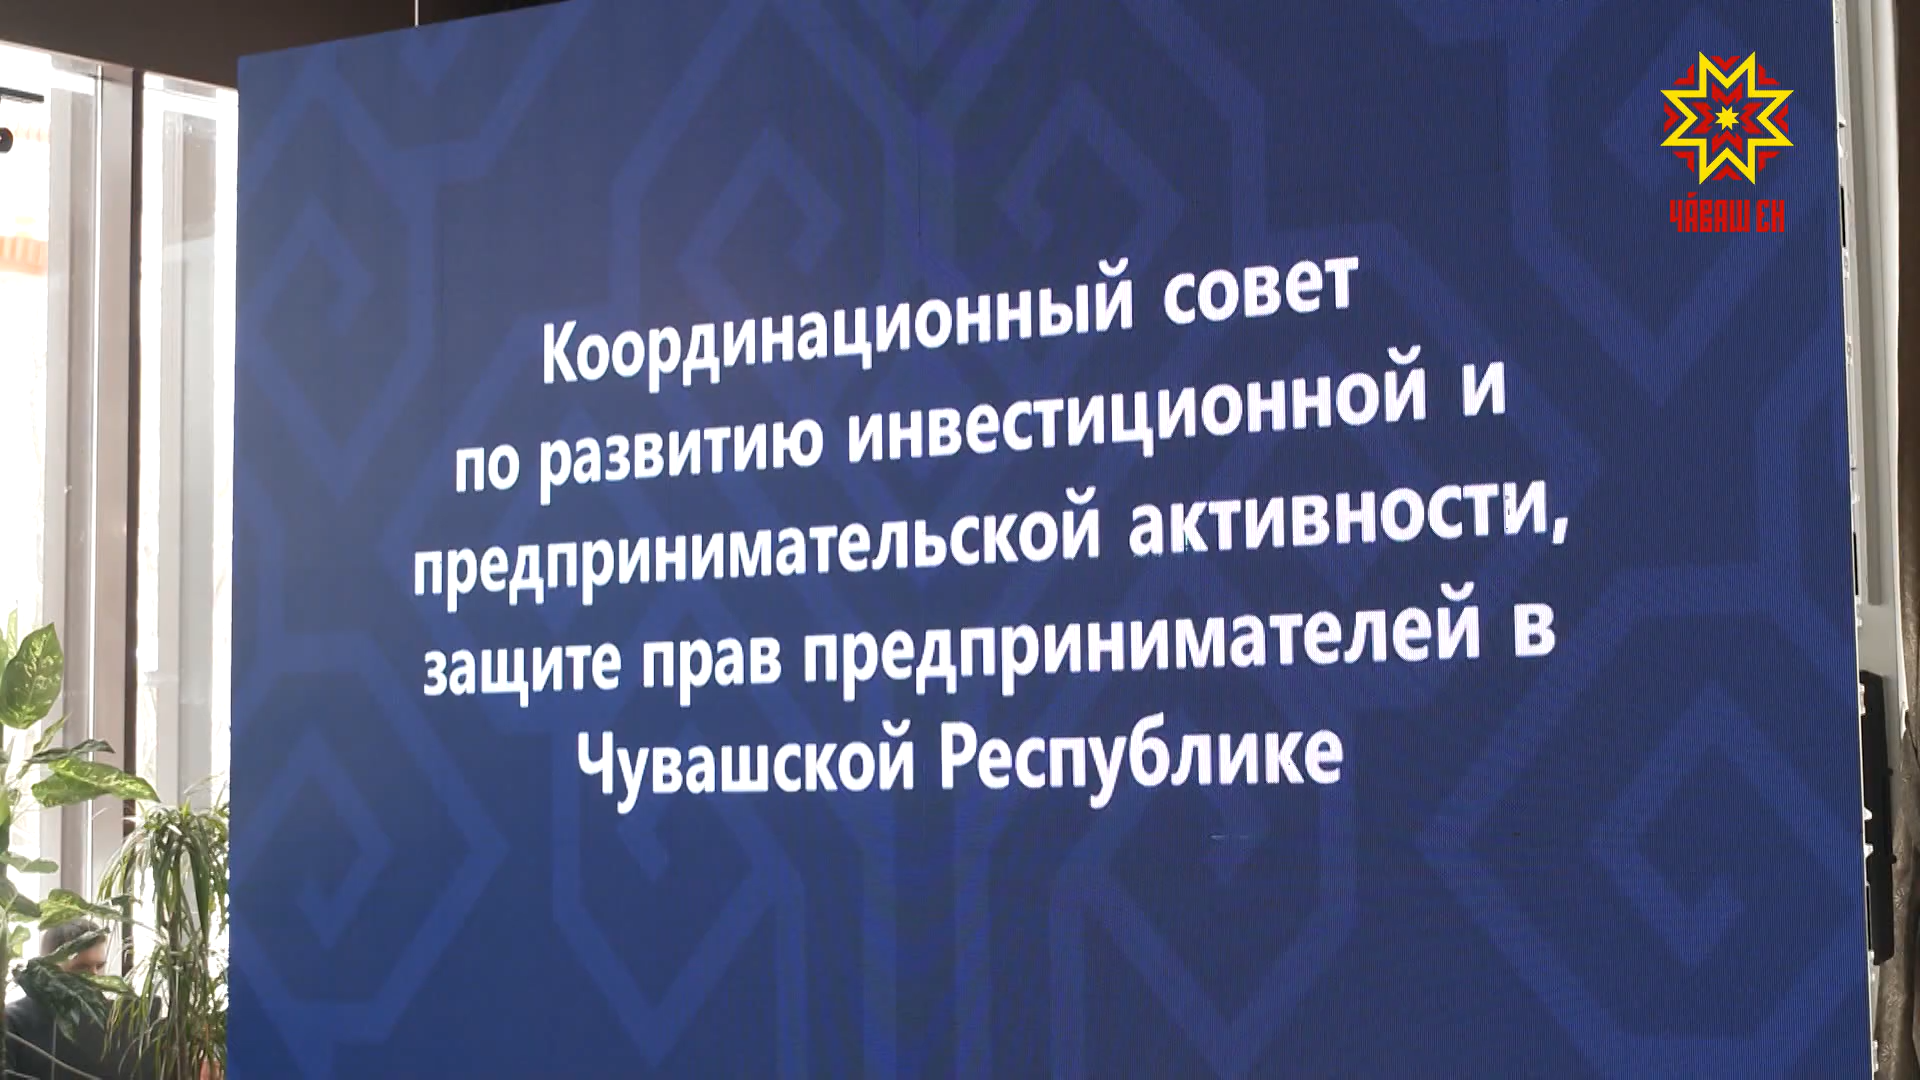 Координационный совет
по развитию инвестиционной и
предпринимательской активности,
защите прав предпринимателей в
Чувашской Республике
ЧӐВАШ ЕН